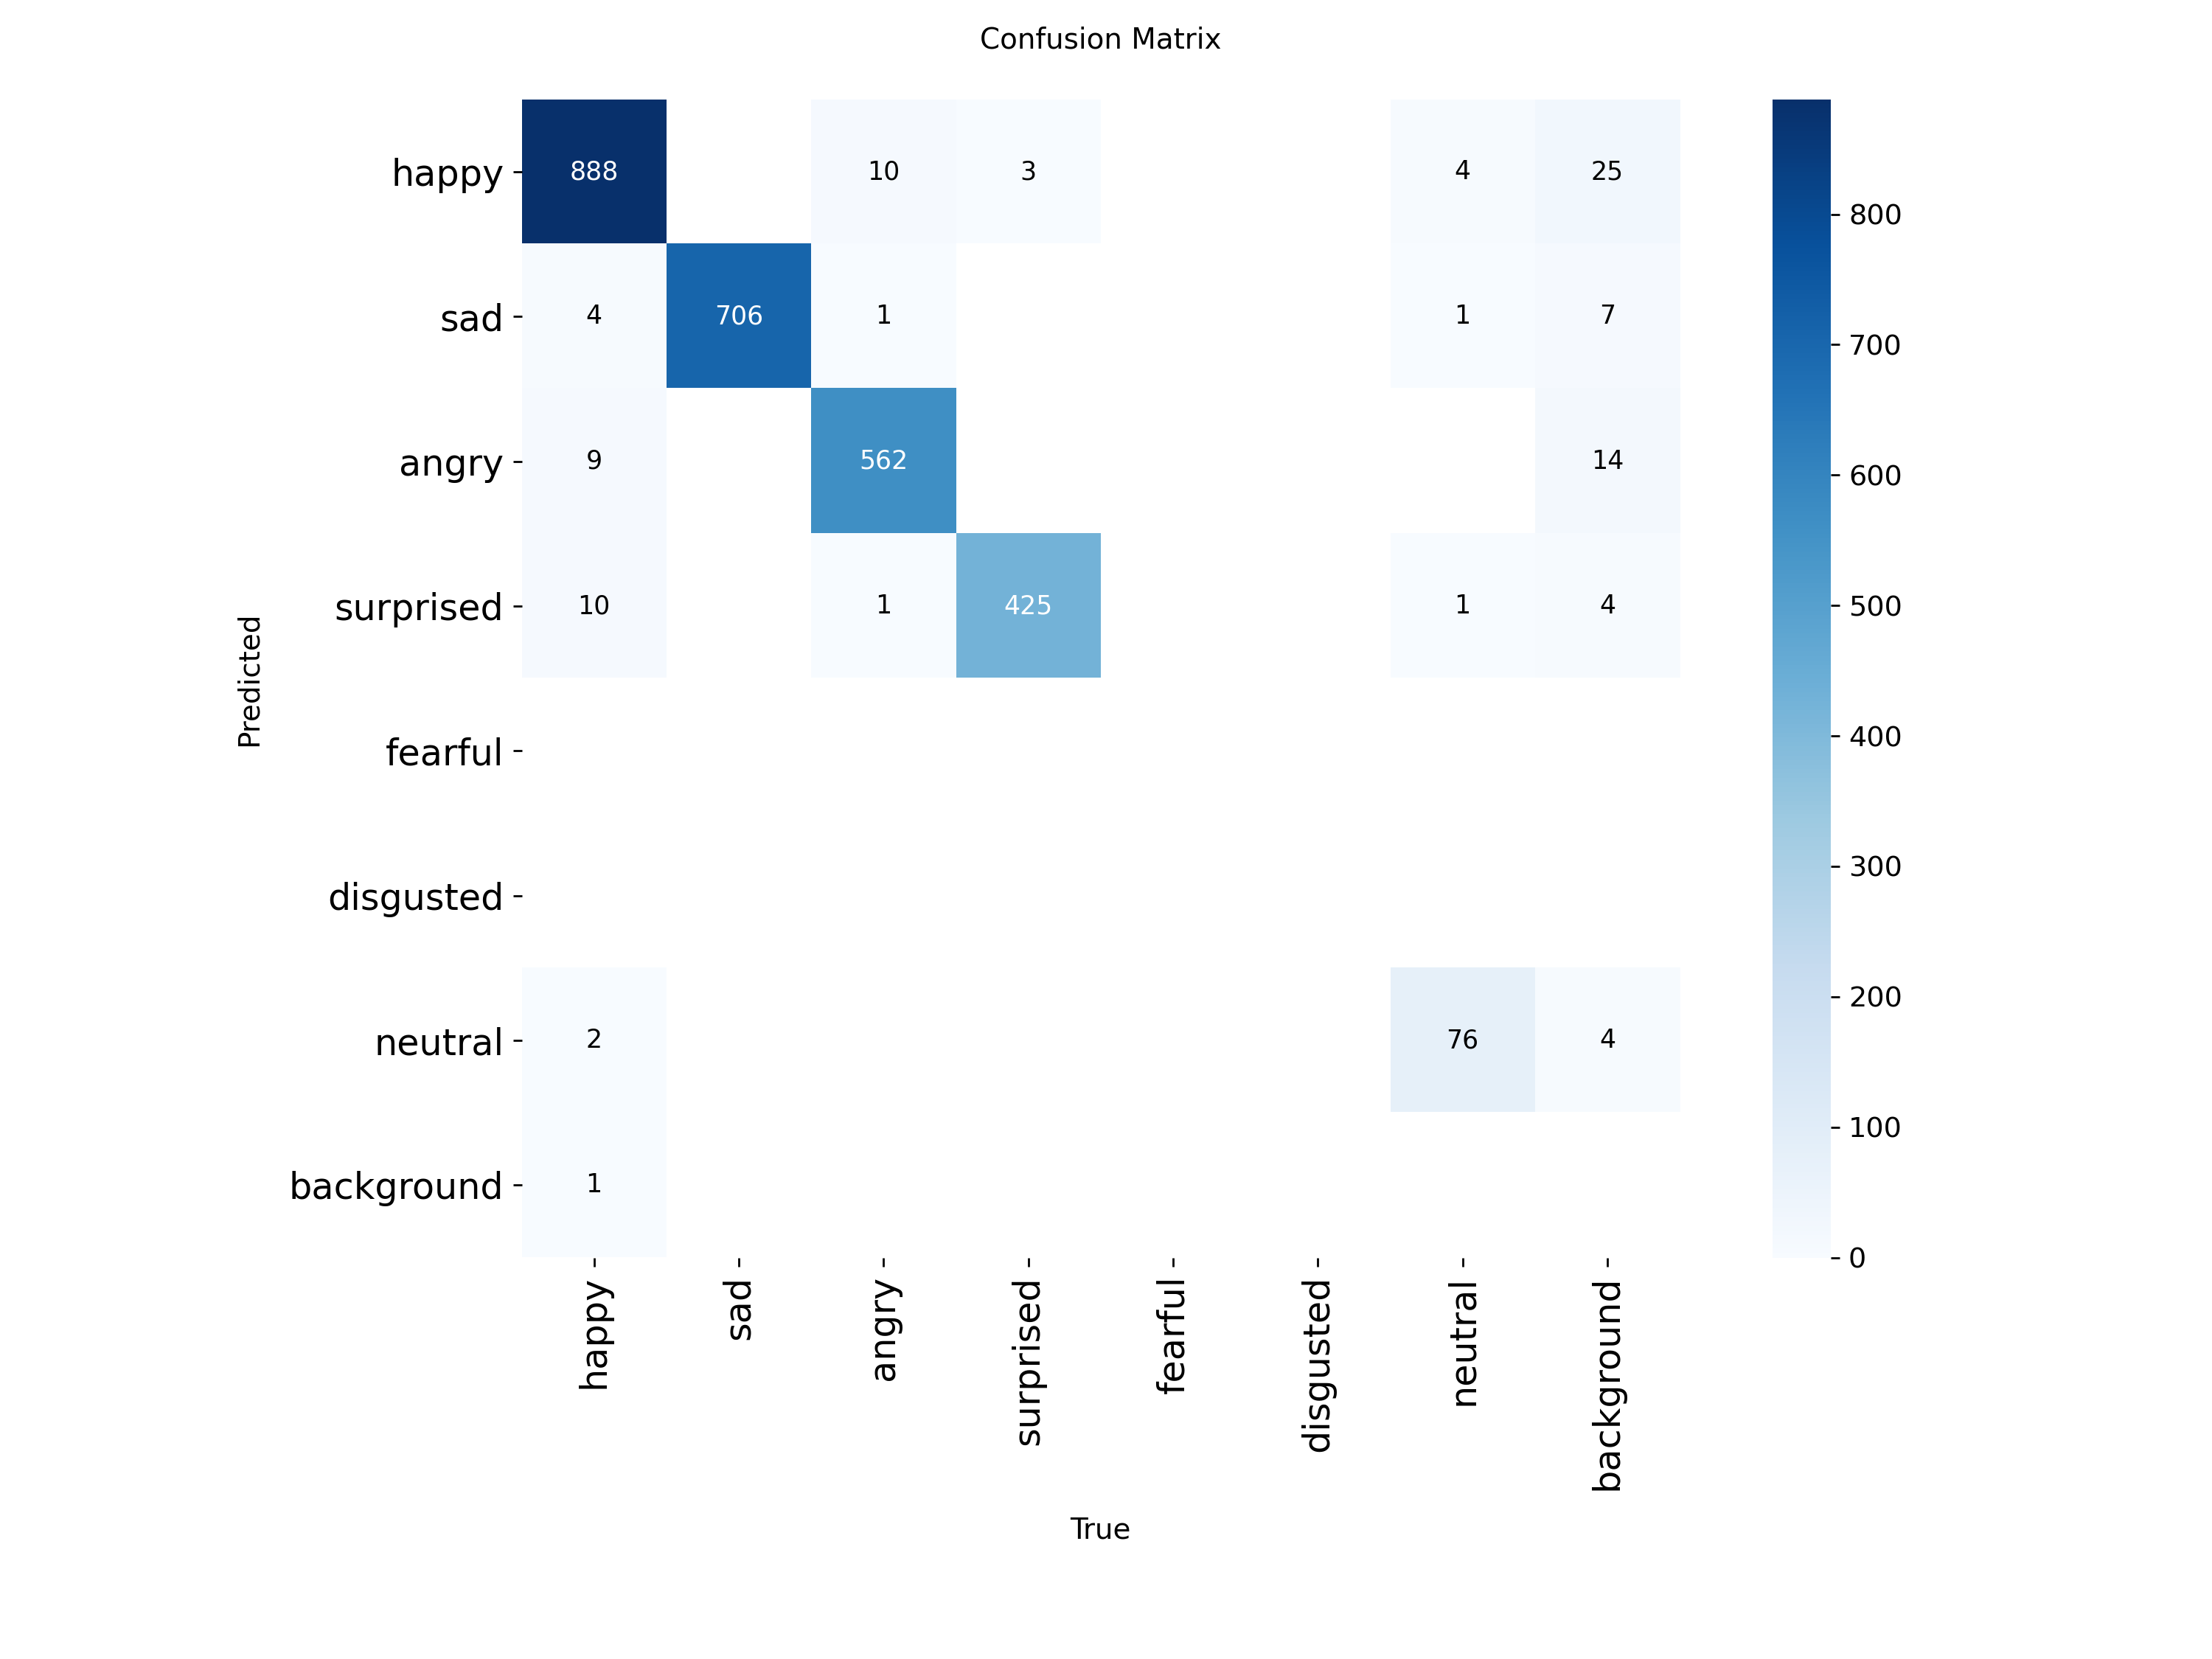 Confusion Matrix
happy 888 10 3 4 25
sad 4 706 1 1 7
angry 9 562 14
surprised 10 1 425 1 4
fearful
disgusted
neutral 2 76 4
background 1
Predicted
happy sad angry surprised fearful disgusted neutral background
True
800
700
600
500
400
300
200
100
0